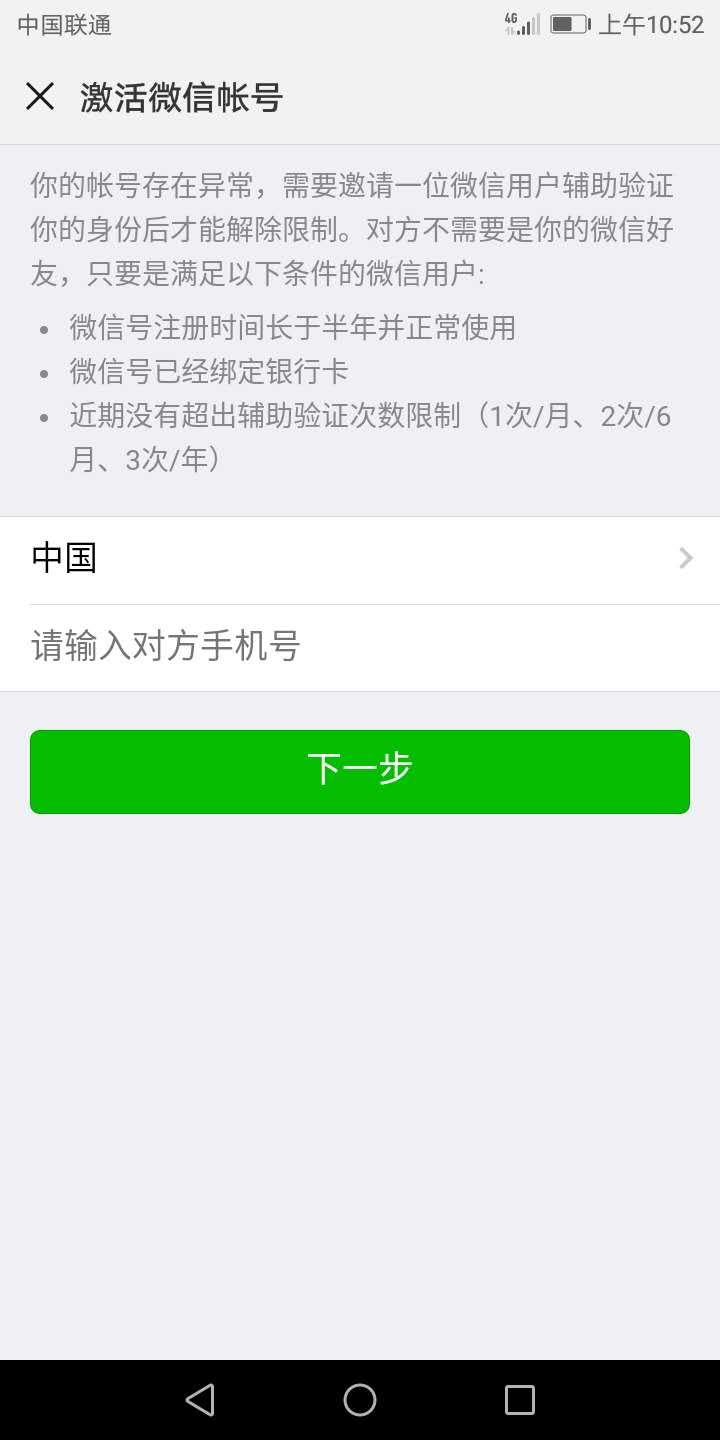 中国联通 4G 上午10:52
激活微信帐号
你的帐号存在异常，需要邀请一位微信用户辅助验证
你的身份后才能解除限制。对方不需要是你的微信好
友，只要是满足以下条件的微信用户:
• 微信号注册时间长于半年并正常使用
• 微信号已经绑定银行卡
• 近期没有超出辅助验证次数限制（1次/月、2次/6
月、3次/年）
中国
请输入对方手机号
下一步